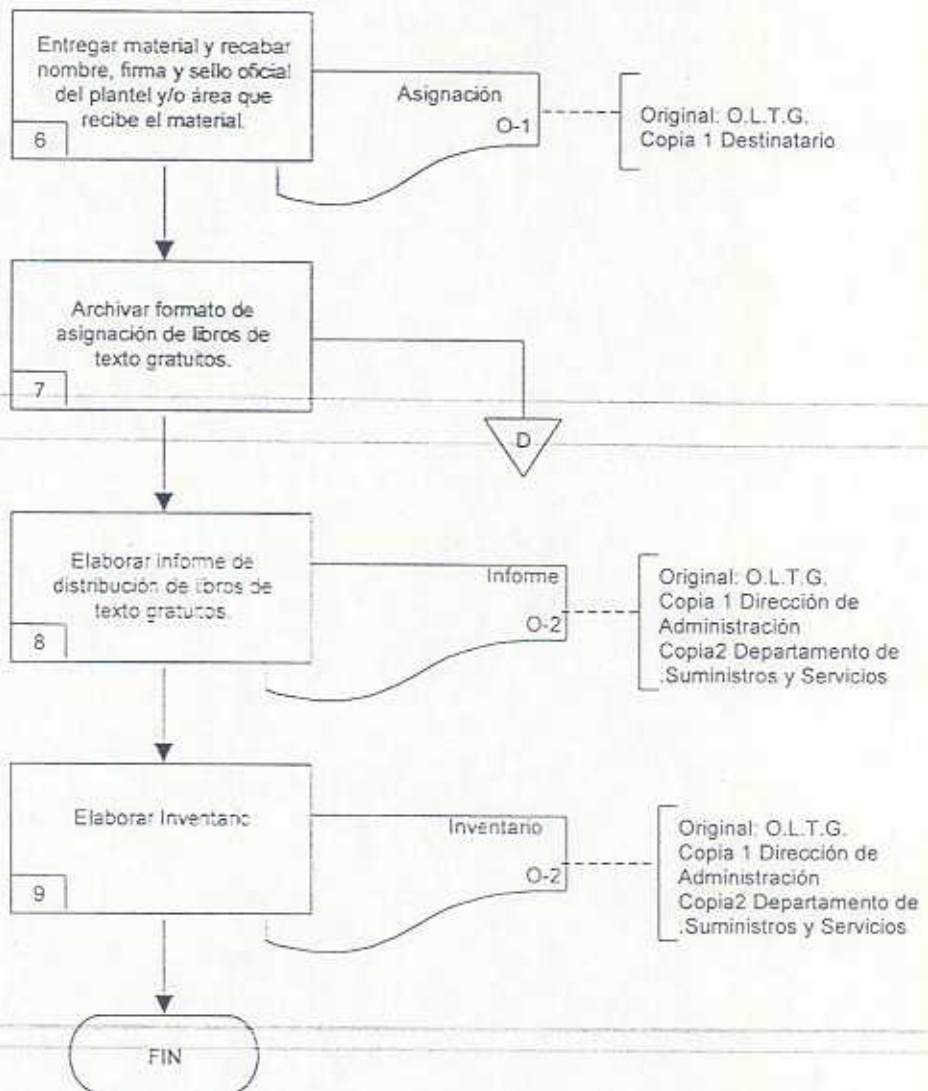 Entregar material y recabar
nombre, firma y sello oficial
del plantel y/o área que
recibe el material.
6
Asignación
O-1
Original: O.L.T.G.
Copia 1 Destinatario
Archivar formato de
asignación de libros de
texto gratuitos.
7
D
Elaborar informe de
distribución de libros de
texto gratuitos.
8
Informe
O-2
Original: O.L.T.G.
Copia 1 Dirección de
Administración
Copia2 Departamento de
.Suministros y Servicios
Elaborar Inventario
9
Inventario
O-2
Original: O.L.T.G.
Copia 1 Dirección de
Administración
Copia2 Departamento de
.Suministros y Servicios
FIN